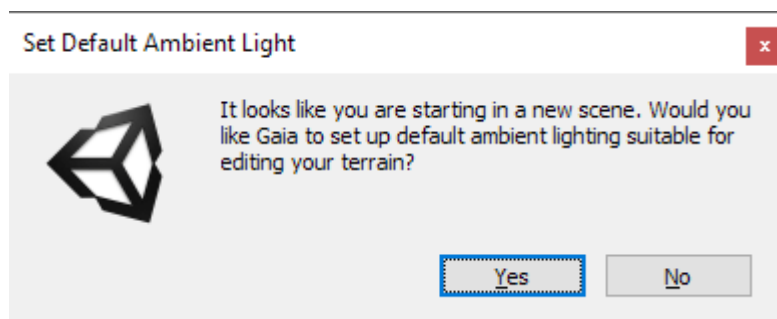 Set Default Ambient Light
x
It looks like you are starting in a new scene. Would you
like Gaia to set up default ambient lighting suitable for
editing your terrain?
Yes
No